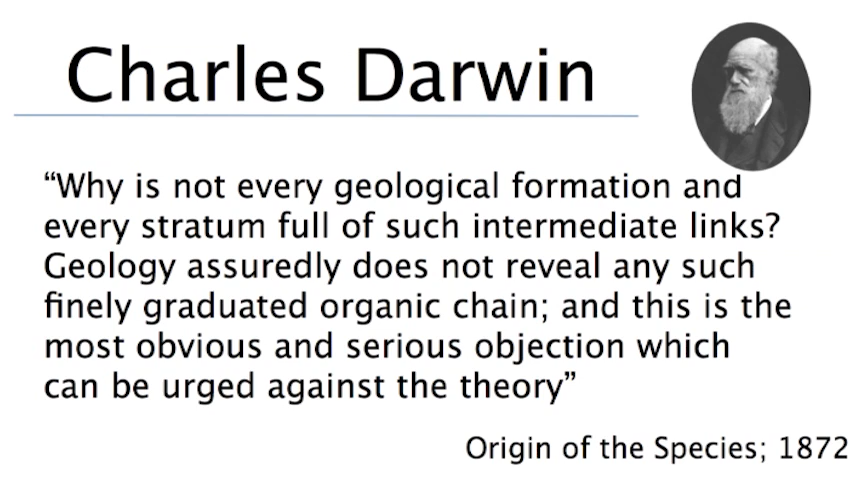 Charles Darwin
“Why is not every geological formation and
every stratum full of such intermediate links?
Geology assuredly does not reveal any such
finely graduated organic chain; and this is the
most obvious and serious objection which
can be urged against the theory”
Origin of the Species; 1872